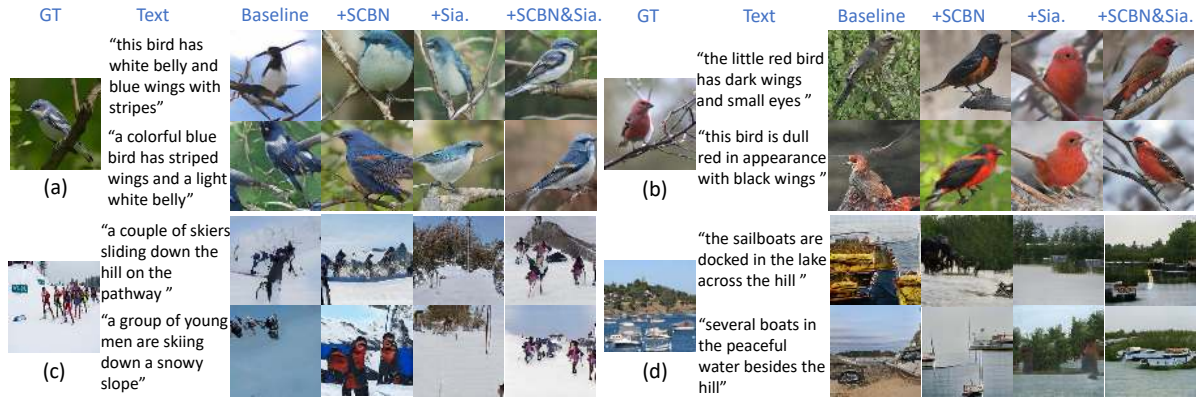 GT Text Baseline +SCBN +Sia. +SCBN&Sia.
GT Text Baseline +SCBN +Sia. +SCBN&Sia.
“this bird has
white belly and
blue wings with
stripes”
“a colorful blue
bird has striped
wings and a light
white belly”
(a)
“the little red bird
has dark wings
and small eyes ”
“this bird is dull
red in appearance
with black wings ”
(b)
“a couple of skiers
sliding down the
hill on the
pathway ”
“a group of young
men are skiing
down a snowy
slope”
(c)
“the sailboats are
docked in the lake
across the hill ”
“several boats in
the peaceful
water besides the
hill”
(d)